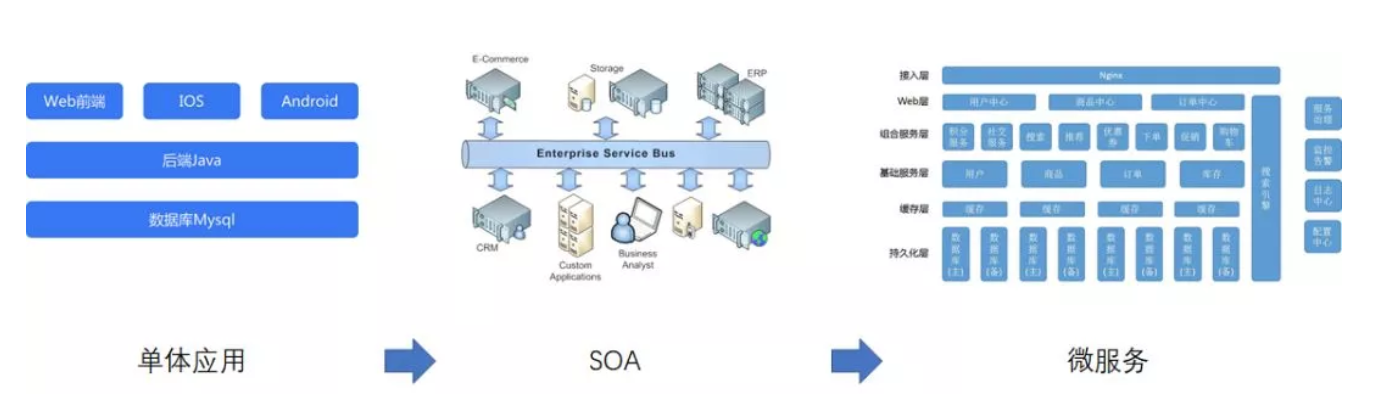 Web前端
IOS
Android
后端Java
数据库Mysql
单体应用
E-Commerce
Storage
ERP
Enterprise Service Bus
CRM
Custom
Applications
Business
Analyst
SOA
接入层
Nginx
Web层
用户中心
商品中心
订单中心
组合服务层
积分
服务
社交
服务
搜索
推荐
优惠
券
下单
促销
购物
车
基础服务层
用户
商品
订单
库存
缓存层
缓存
缓存
缓存
缓存
持久化层
数据库(主)
数据库(备)
数据库(主)
数据库(备)
数据库(主)
数据库(备)
数据库(主)
数据库(备)
搜索引擎
服务
治理
监控
告警
日志
中心
配置
中心
微服务